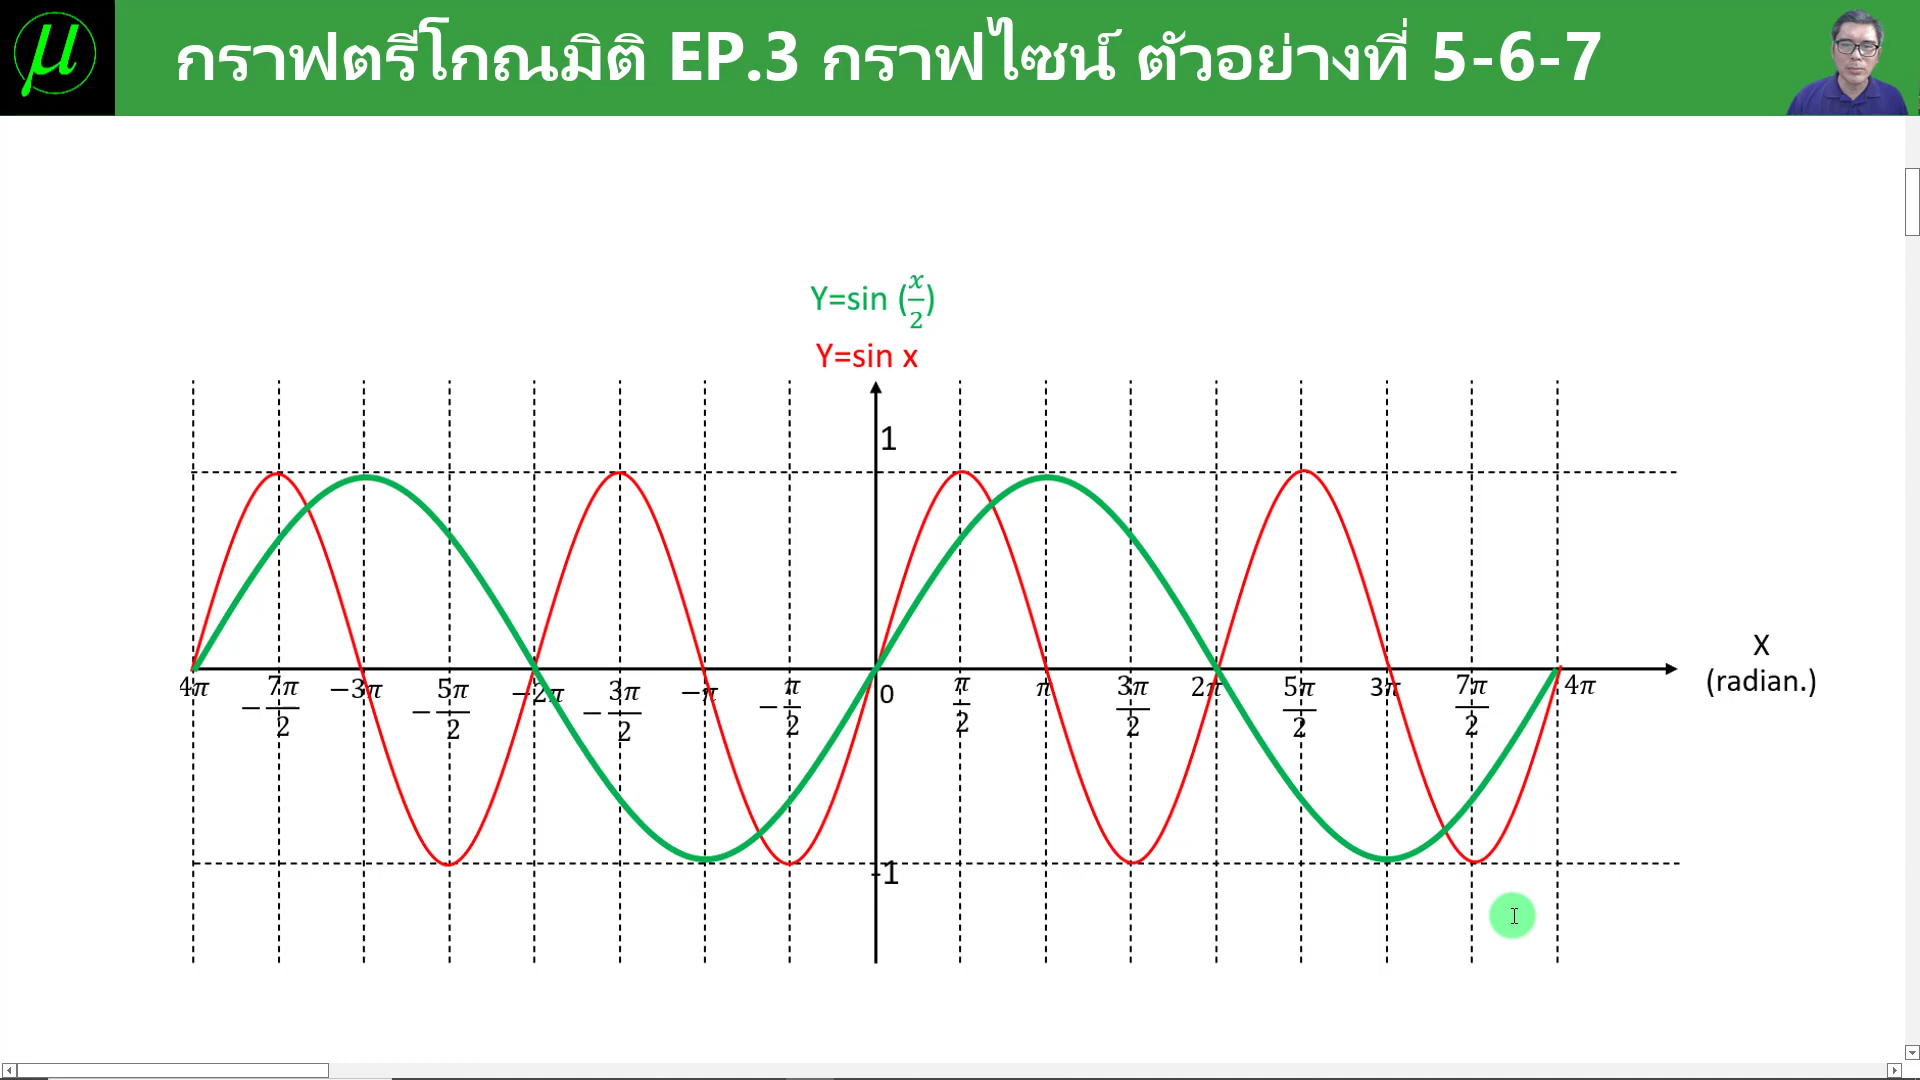 μ
กราฟตรีโกณมิติ EP.3 กราฟไซน์ ตัวอย่างที่ 5-6-7
Y=sin (x/2)
Y=sin x
1
X
(radian.)
4π −7π/2 −3π −5π/2 −2π −3π/2 −π −π/2 0 π/2 π 3π/2 2π 5π/2 3π 7π/2 4π
-1